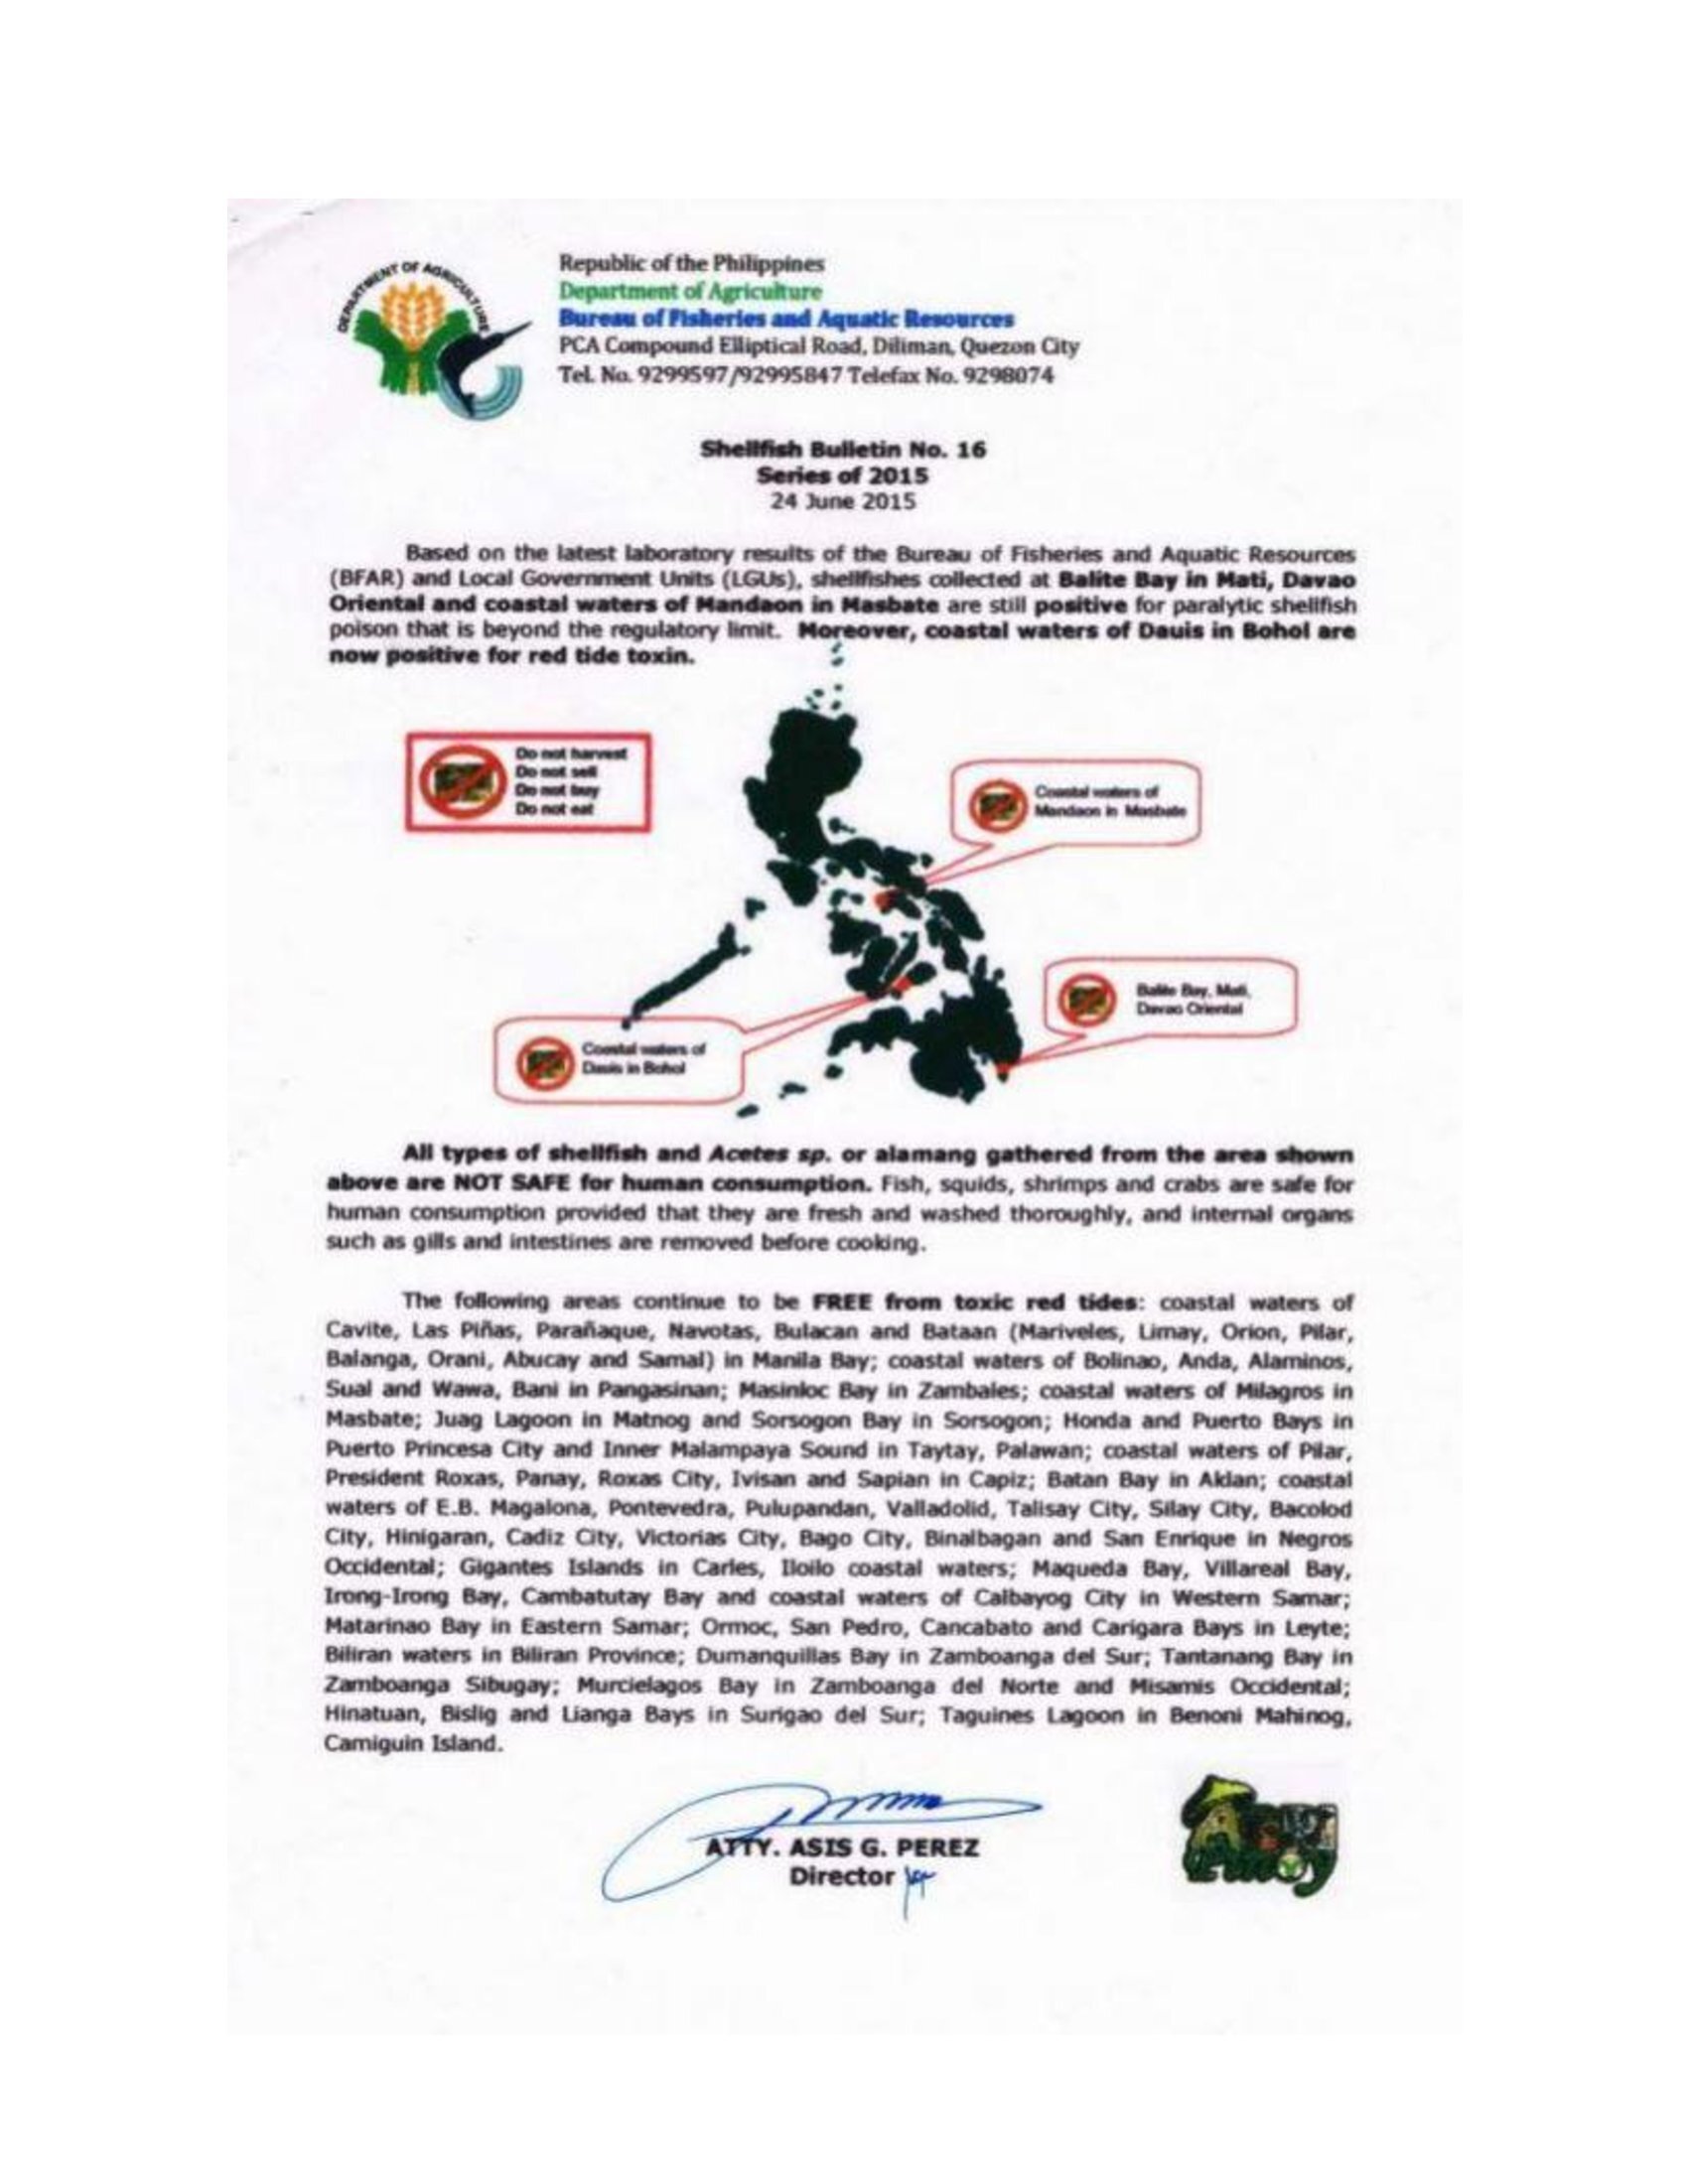 DEPARTMENT OF AGRICULTURE
Republic of the Philippines
Department of Agriculture
Bureau of Fisheries and Aquatic Resources
PCA Compound Elliptical Road, Diliman, Quezon City
Tel. No. 9299597/92995847 Telefax No. 9298074
Shellfish Bulletin No. 16
Series of 2015
24 June 2015
Based on the latest laboratory results of the Bureau of Fisheries and Aquatic Resources
(BFAR) and Local Government Units (LGUs), shellfishes collected at Balite Bay in Mati, Davao
Oriental and coastal waters of Mandaon in Masbate are still positive for paralytic shellfish
poison that is beyond the regulatory limit. Moreover, coastal waters of Dauis in Bohol are
now positive for red tide toxin.
Do not harvest
Do not sell
Do not buy
Do not eat
Coastal waters of
Mandaon in Masbate
Balite Bay, Mati,
Davao Oriental
Coastal waters of
Dauis in Bohol
All types of shellfish and Acetes sp. or alamang gathered from the area shown
above are NOT SAFE for human consumption. Fish, squids, shrimps and crabs are safe for
human consumption provided that they are fresh and washed thoroughly, and internal organs
such as gills and intestines are removed before cooking.
The following areas continue to be FREE from toxic red tides: coastal waters of
Cavite, Las Piñas, Parañaque, Navotas, Bulacan and Bataan (Mariveles, Limay, Orion, Pilar,
Balanga, Orani, Abucay and Samal) in Manila Bay; coastal waters of Bolinao, Anda, Alaminos,
Sual and Wawa, Bani in Pangasinan; Masinloc Bay in Zambales; coastal waters of Milagros in
Masbate; Juag Lagoon in Matnog and Sorsogon Bay in Sorsogon; Honda and Puerto Bays in
Puerto Princesa City and Inner Malampaya Sound in Taytay, Palawan; coastal waters of Pilar,
President Roxas, Panay, Roxas City, Ivisan and Sapian in Capiz; Batan Bay in Aklan; coastal
waters of E.B. Magalona, Pontevedra, Pulupandan, Valladolid, Talisay City, Silay City, Bacolod
City, Hinigaran, Cadiz City, Victorias City, Bago City, Binalbagan and San Enrique in Negros
Occidental; Gigantes Islands in Carles, Iloilo coastal waters; Maqueda Bay, Villareal Bay,
Irong-Irong Bay, Cambatutay Bay and coastal waters of Calbayog City in Western Samar;
Matarinao Bay in Eastern Samar; Ormoc, San Pedro, Cancabato and Carigara Bays in Leyte;
Biliran waters in Biliran Province; Dumanquillas Bay in Zamboanga del Sur; Tantanang Bay in
Zamboanga Sibugay; Murcielagos Bay in Zamboanga del Norte and Misamis Occidental;
Hinatuan, Bislig and Lianga Bays in Surigao del Sur; Taguines Lagoon in Benoni Mahinog,
Camiguin Island.
ATTY. ASIS G. PEREZ
Director